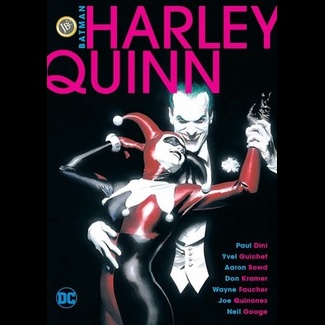 BATMAN
HARLEY
QUINN
Paul Dini
Yvel Guichet
Aaron Sowd
Don Kramer
Wayne Faucher
Joe Quinones
Neil Googe
DC